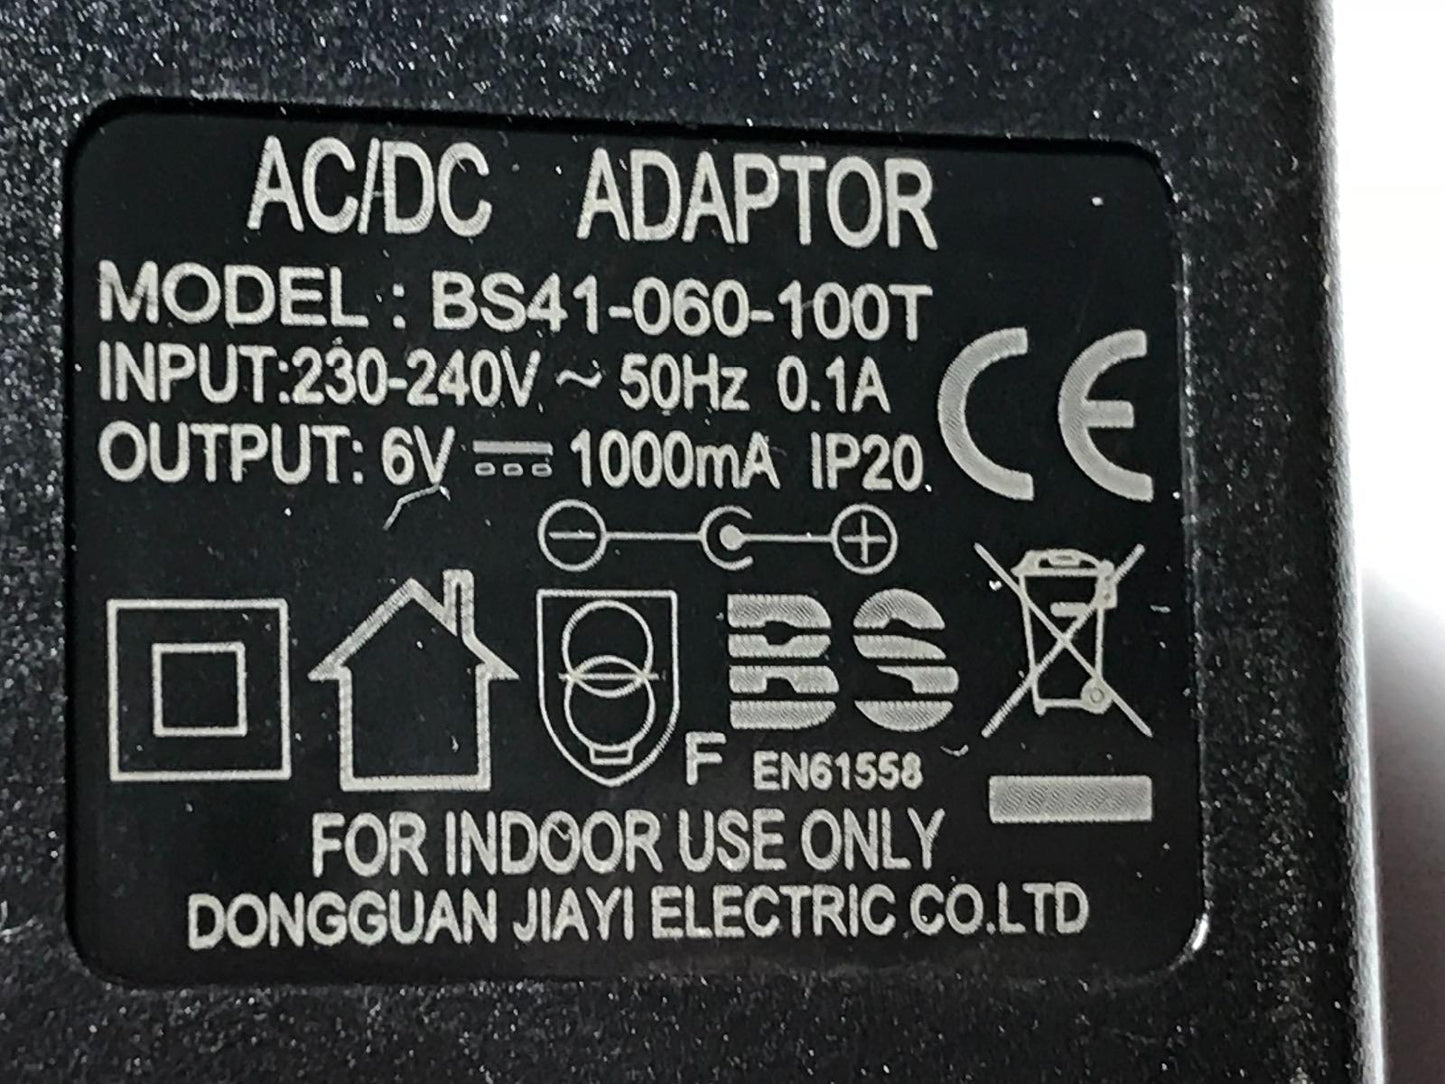 AC/DC ADAPTOR
MODEL : BS41-060-100T
INPUT:230-240V ~ 50Hz 0.1A
OUTPUT: 6V ⎓ 1000mA IP20
CE
BS
F EN61558
FOR INDOOR USE ONLY
DONGGUAN JIAYI ELECTRIC CO.LTD